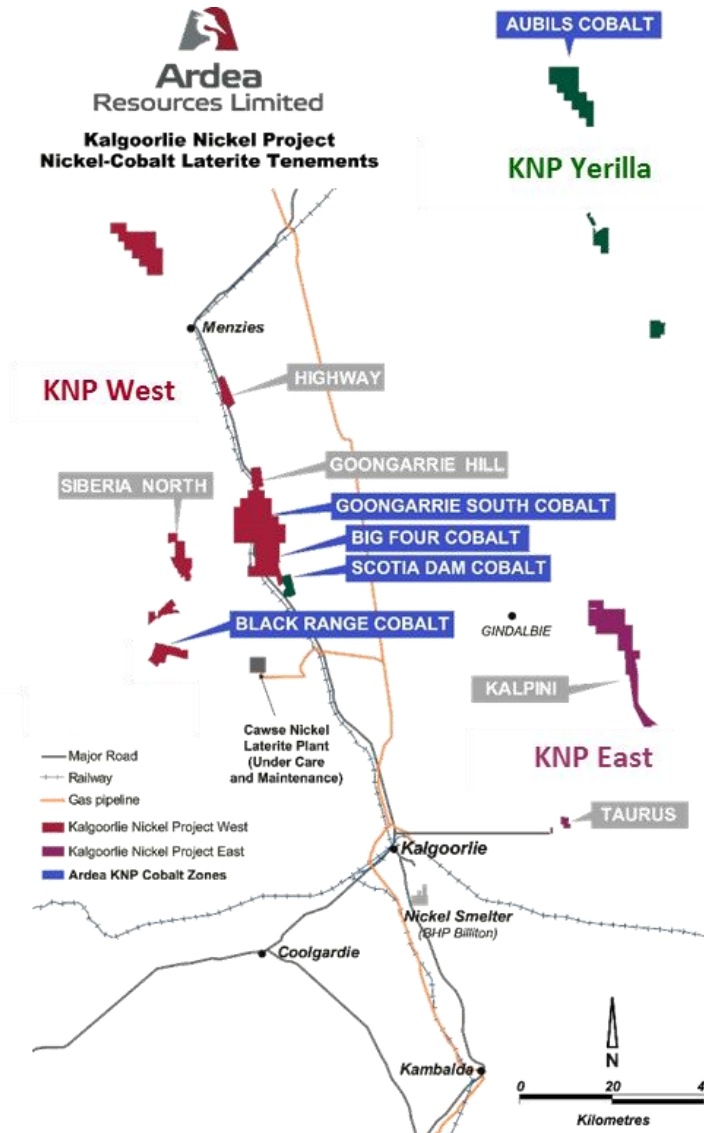 AUBILS COBALT
Ardea
Resources Limited
Kalgoorlie Nickel Project
Nickel-Cobalt Laterite Tenements
KNP Yerilla
Menzies
KNP West
HIGHWAY
GOONGARRIE HILL
SIBERIA NORTH
GOONGARRIE SOUTH COBALT
BIG FOUR COBALT
SCOTIA DAM COBALT
BLACK RANGE COBALT
GINDALBIE
KALPINI
Cawse Nickel
Laterite Plant
(Under Care
and Maintenance)
KNP East
Major Road
Railway
Gas pipeline
Kalgoorlie Nickel Project West
Kalgoorlie Nickel Project East
Ardea KNP Cobalt Zones
TAURUS
Kalgoorlie
Nickel Smelter
(BHP Billiton)
Coolgardie
Kambalda
N
0 20
Kilometres